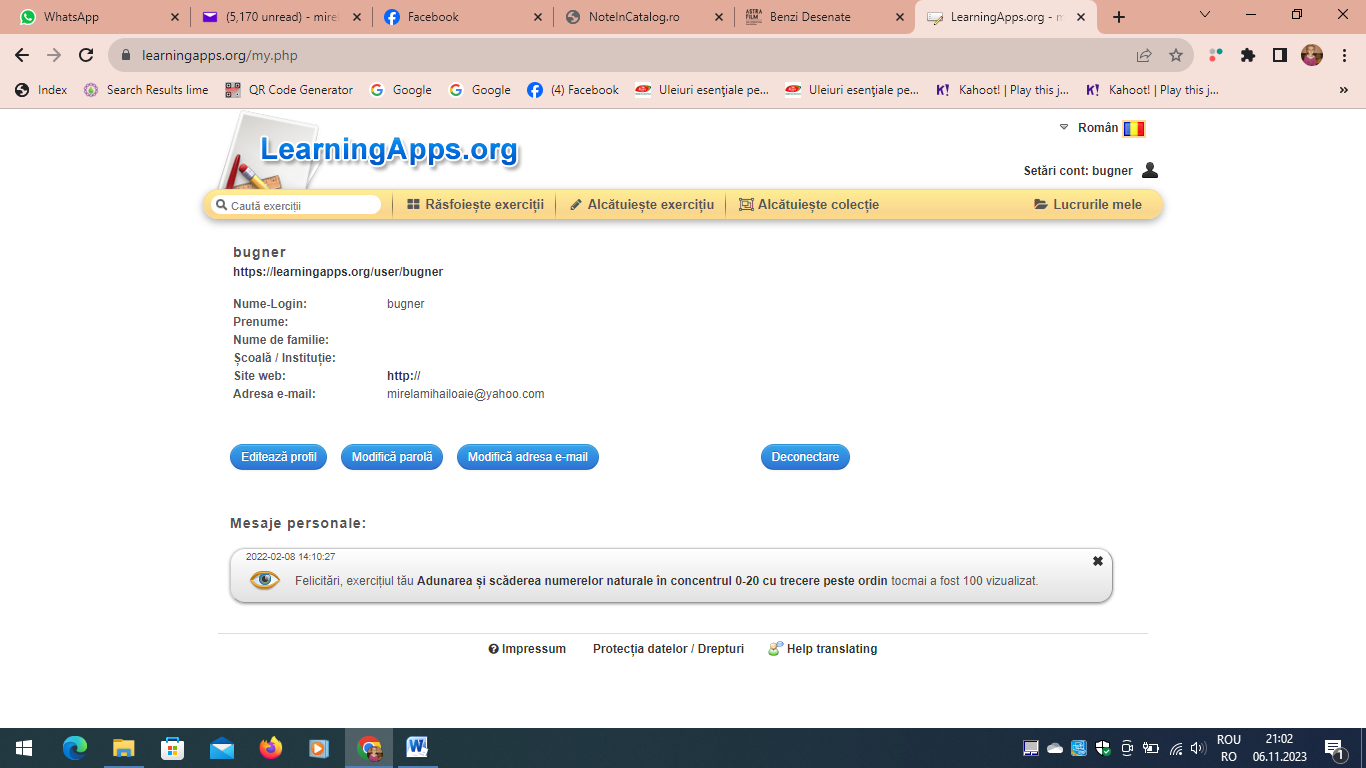 WhatsApp
(5,170 unread) - mirel
Facebook
NoteInCatalog.ro
Benzi Desenate
LearningApps.org - m
learningapps.org/my.php
Index
Search Results lime
QR Code Generator
Google
Google
(4) Facebook
Uleiuri esenţiale pe...
Uleiuri esenţiale pe...
Kahoot! | Play this j...
Kahoot! | Play this j...
»
LearningApps.org
Român
Setări cont: bugner
Caută exerciții
Răsfoiește exerciții
Alcătuiește exercițiu
Alcătuiește colecție
Lucrurile mele
bugner
https://learningapps.org/user/bugner
Nume-Login: bugner
Prenume:
Nume de familie:
Școală / Instituție:
Site web: http://
Adresa e-mail: mirelamihailoaie@yahoo.com
Editează profil
Modifică parolă
Modifică adresa e-mail
Deconectare
Mesaje personale:
2022-02-08 14:10:27
Felicitări, exercițiul tău Adunarea și scăderea numerelor naturale în concentrul 0-20 cu trecere peste ordin tocmai a fost 100 vizualizat.
Impressum
Protecția datelor / Drepturi
Help translating
ROU
RO
21:02
06.11.2023
1